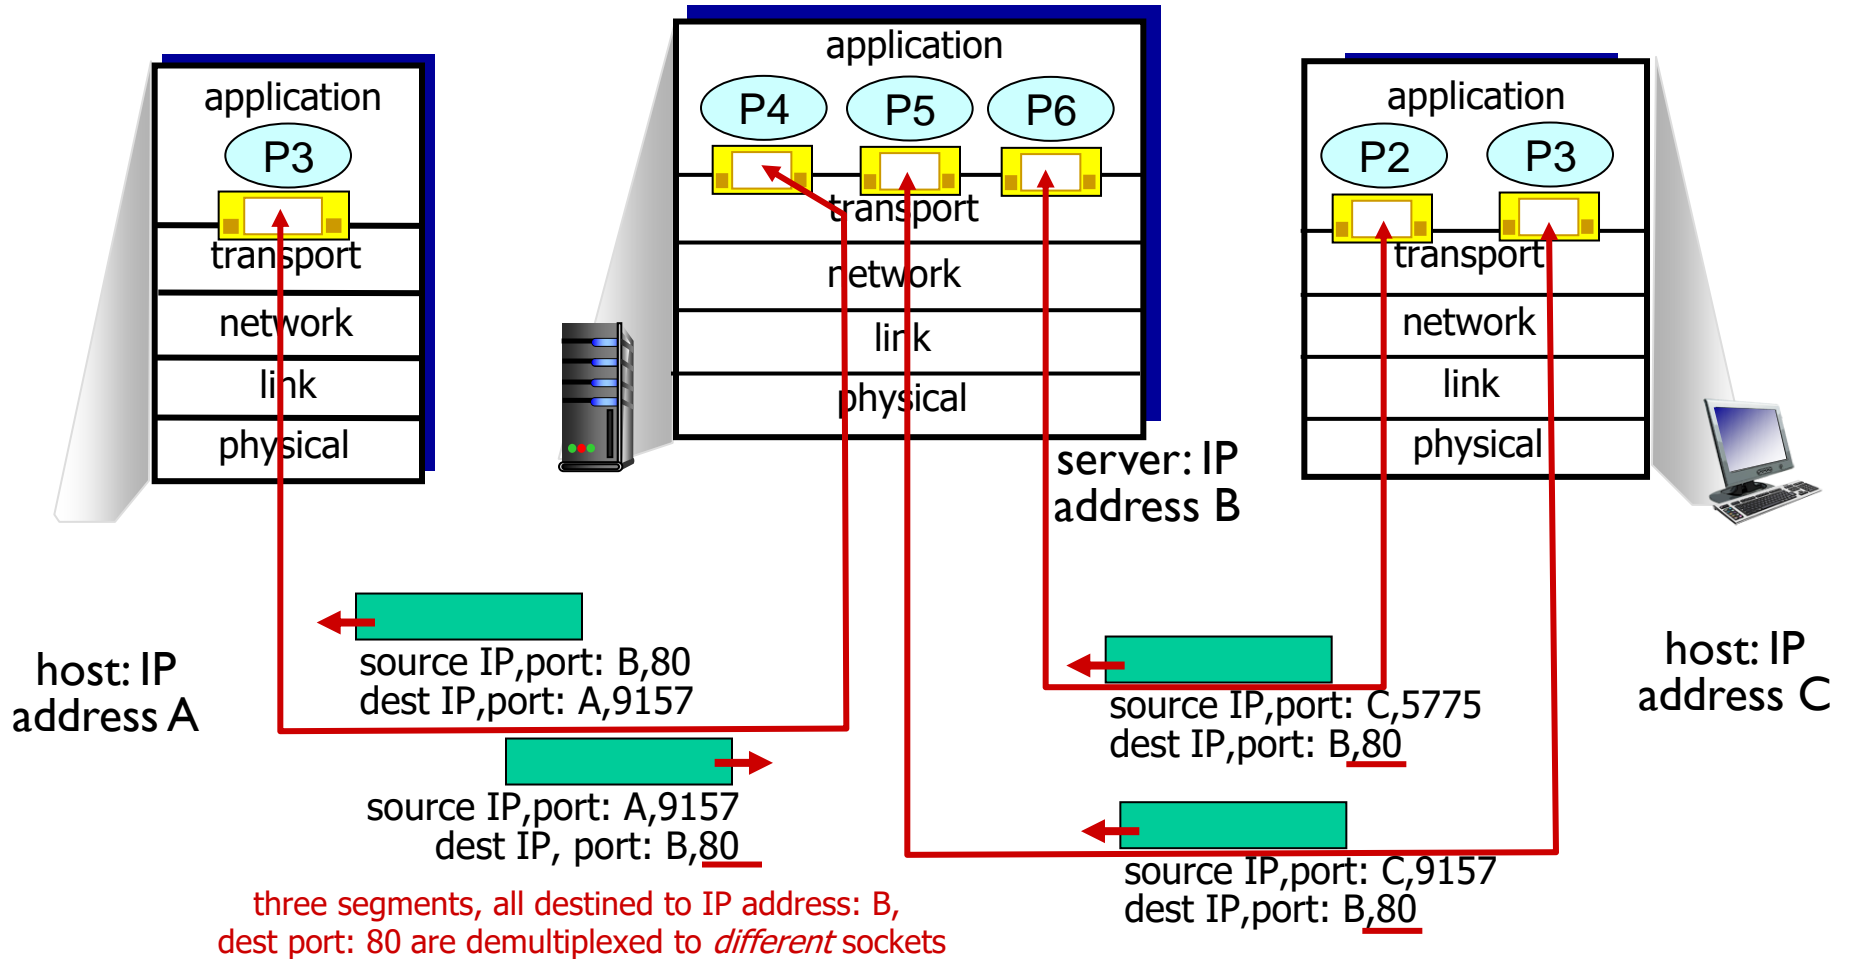 application
P3
transport
network
link
physical
host: IP
address A
application
P4
P5
P6
transport
network
link
physical
server: IP
address B
application
P2
P3
transport
network
link
physical
host: IP
address C
source IP,port: B,80
dest IP,port: A,9157
source IP,port: A,9157
dest IP, port: B,80
source IP,port: C,5775
dest IP,port: B,80
source IP,port: C,9157
dest IP,port: B,80
three segments, all destined to IP address: B,
dest port: 80 are demultiplexed to different sockets